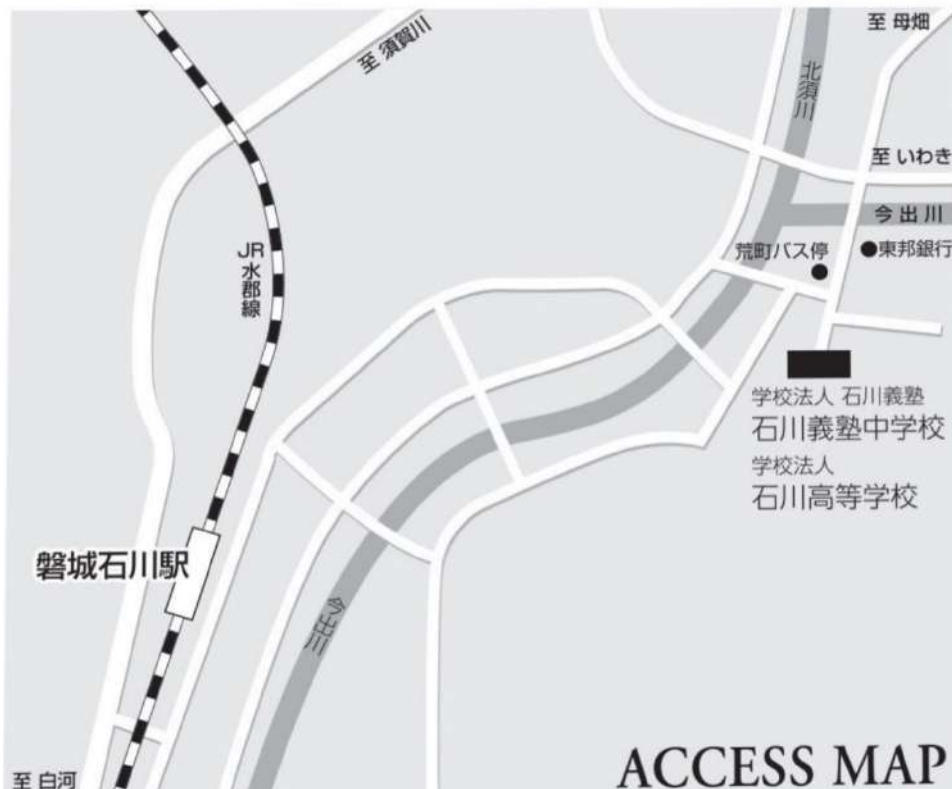 至 母畑
至 須賀川
北須川
至 いわき
今出川
荒町バス停
東邦銀行
JR水郡線
学校法人 石川義塾
石川義塾中学校
学校法人
石川高等学校
磐城石川駅
今出川
至 白河
ACCESS MAP